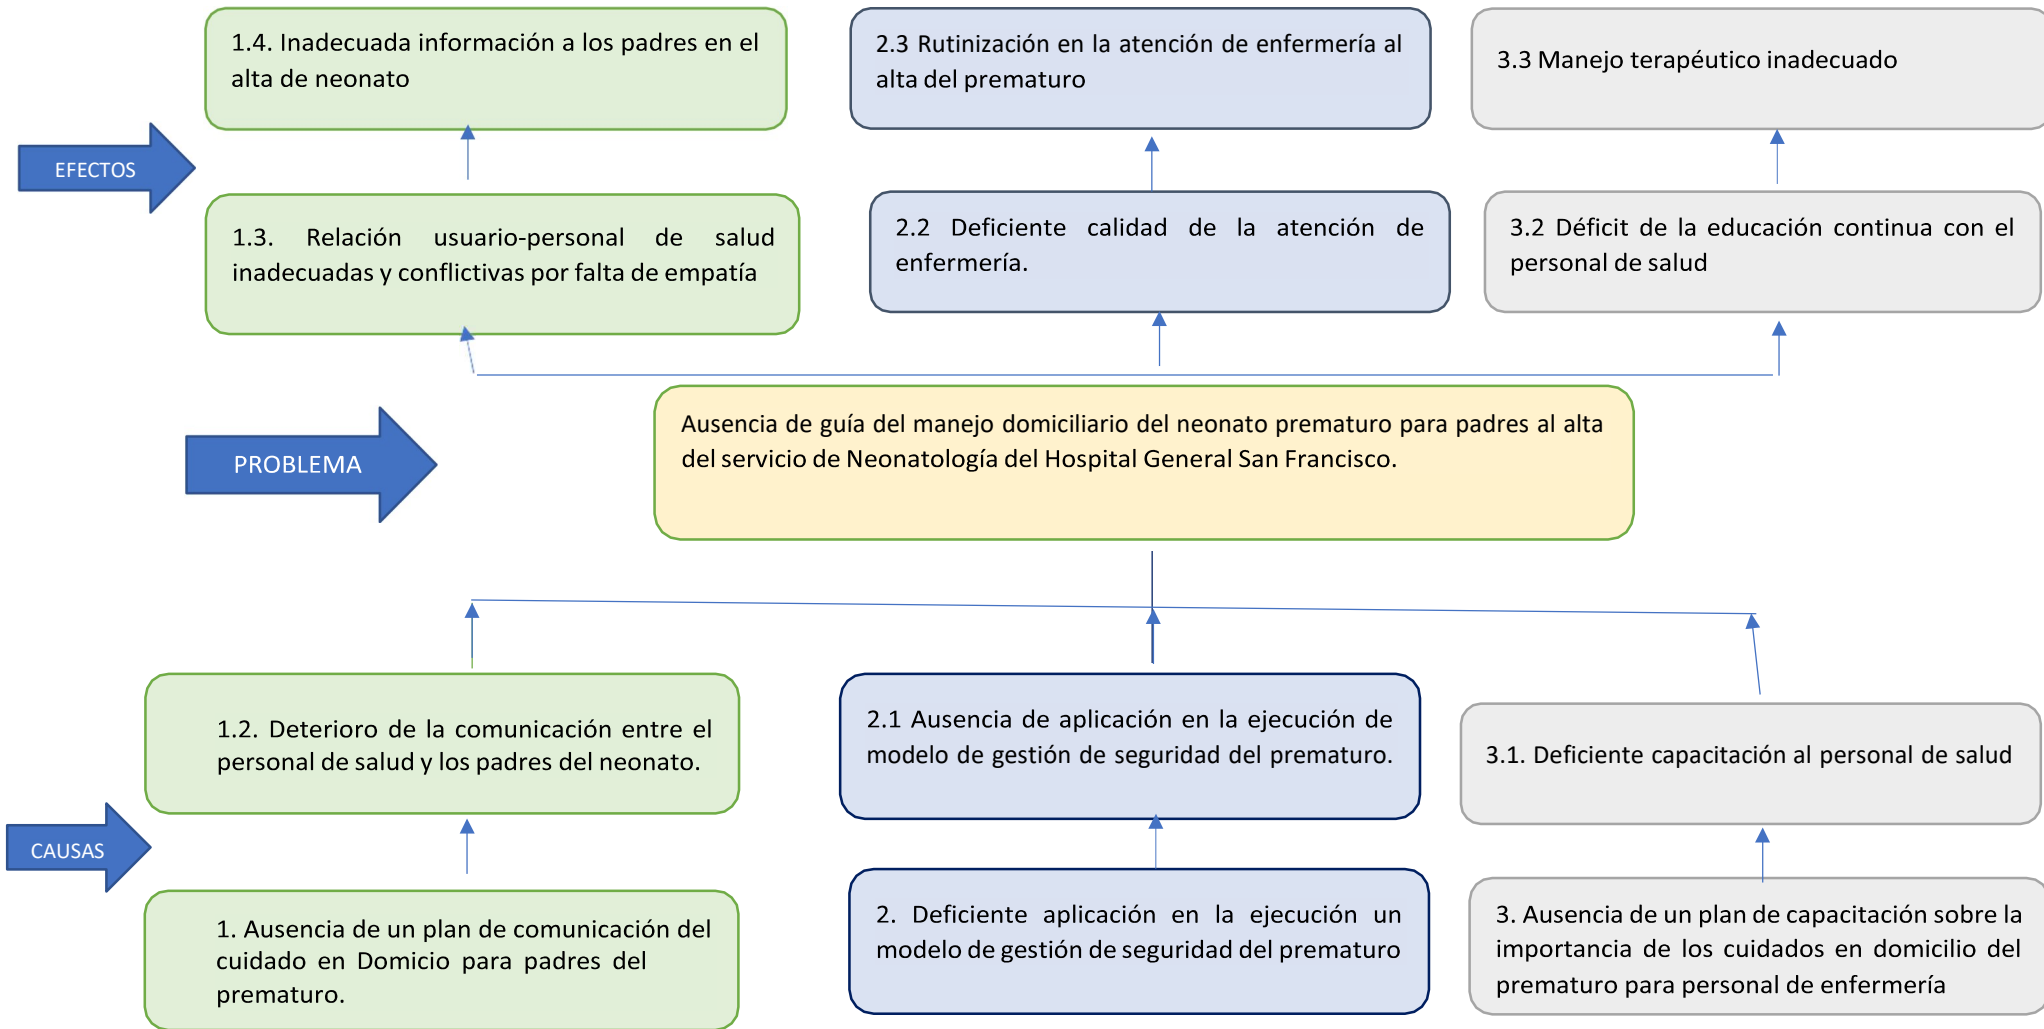 1.4. Inadecuada información a los padres en el
alta de neonato
2.3 Rutinización en la atención de enfermería al
alta del prematuro
3.3 Manejo terapéutico inadecuado
EFECTOS
1.3. Relación usuario-personal de salud
inadecuadas y conflictivas por falta de empatía
2.2 Deficiente calidad de la atención de
enfermería.
3.2 Déficit de la educación continua con el
personal de salud
PROBLEMA
Ausencia de guía del manejo domiciliario del neonato prematuro para padres al alta
del servicio de Neonatología del Hospital General San Francisco.
1.2. Deterioro de la comunicación entre el
personal de salud y los padres del neonato.
2.1 Ausencia de aplicación en la ejecución de
modelo de gestión de seguridad del prematuro.
3.1. Deficiente capacitación al personal de salud
CAUSAS
1. Ausencia de un plan de comunicación del
cuidado en Domicio para padres del
prematuro.
2. Deficiente aplicación en la ejecución un
modelo de gestión de seguridad del prematuro
3. Ausencia de un plan de capacitación sobre la
importancia de los cuidados en domicilio del
prematuro para personal de enfermería